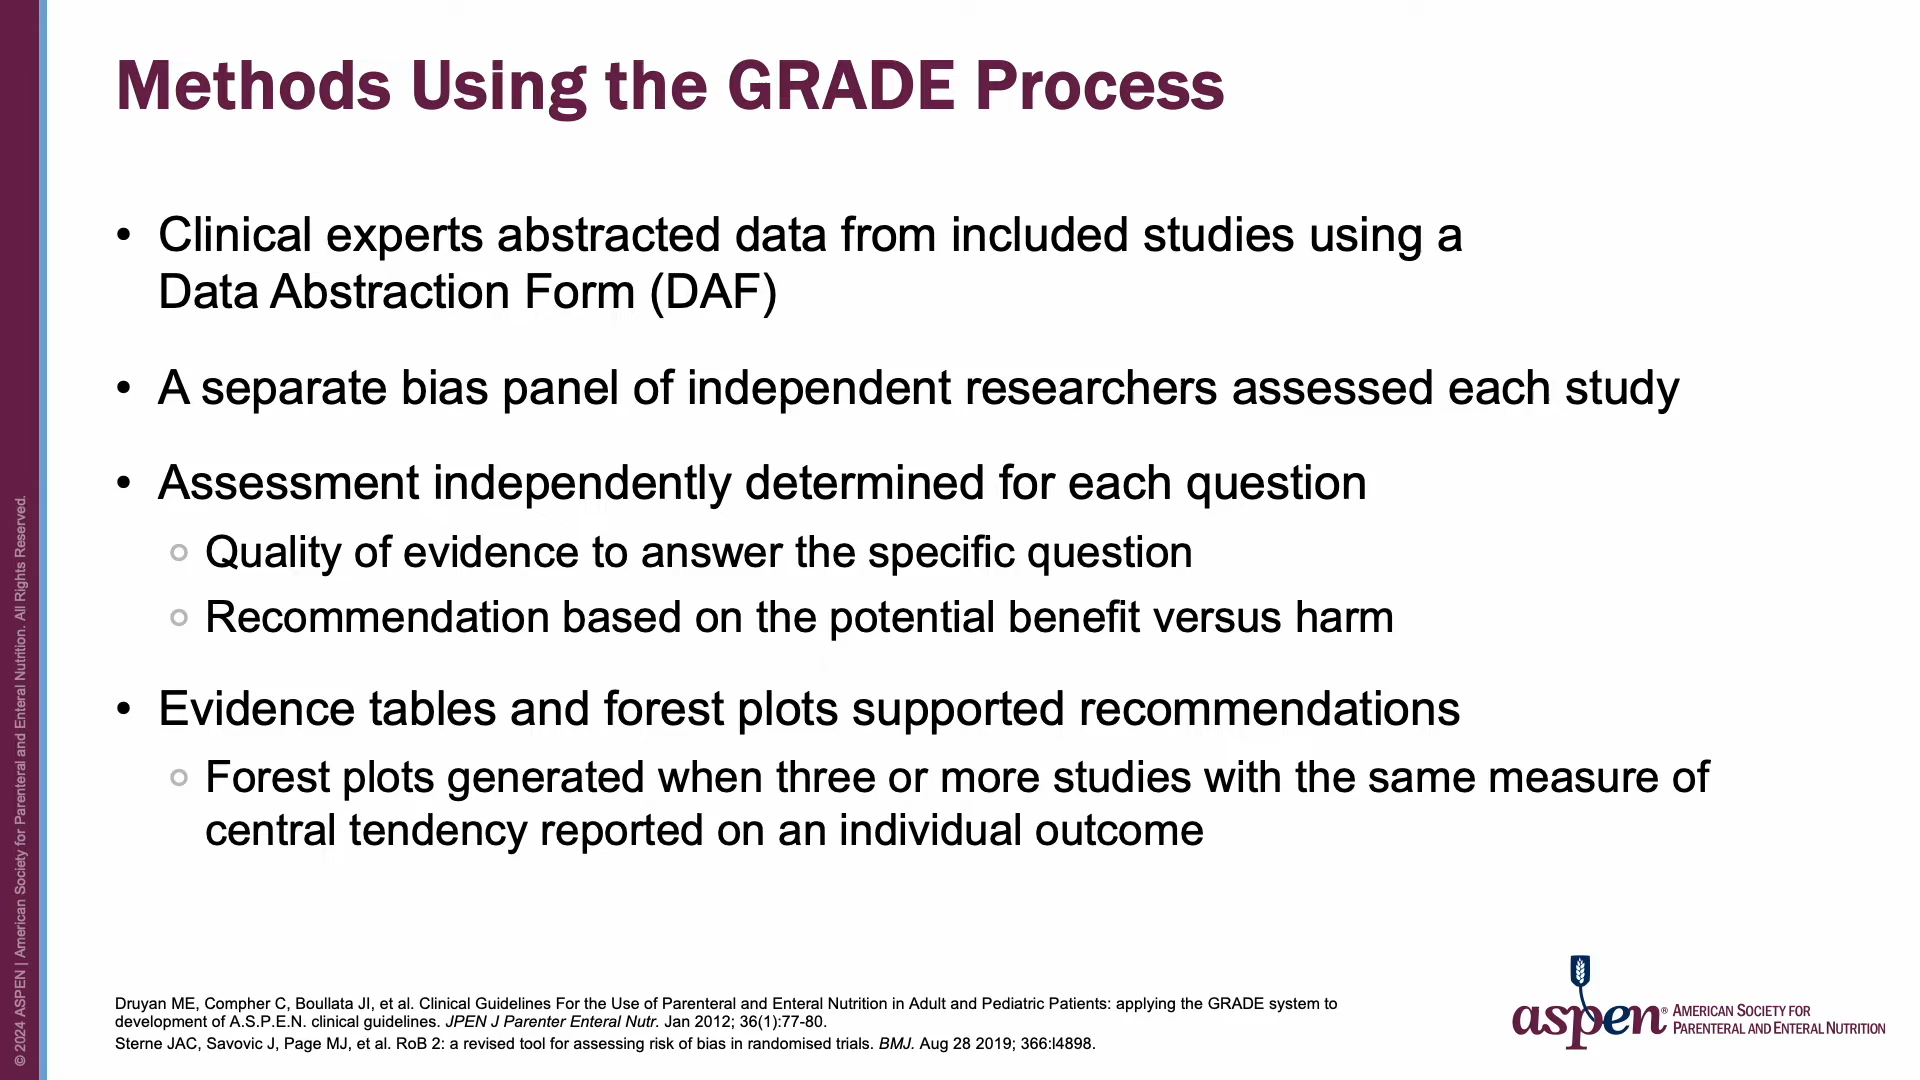 Methods Using the GRADE Process
• Clinical experts abstracted data from included studies using a
Data Abstraction Form (DAF)
• A separate bias panel of independent researchers assessed each study
• Assessment independently determined for each question
○ Quality of evidence to answer the specific question
○ Recommendation based on the potential benefit versus harm
• Evidence tables and forest plots supported recommendations
○ Forest plots generated when three or more studies with the same measure of
central tendency reported on an individual outcome
Druyan ME, Compher C, Boullata JI, et al. Clinical Guidelines For the Use of Parenteral and Enteral Nutrition in Adult and Pediatric Patients: applying the GRADE system to
development of A.S.P.E.N. clinical guidelines. JPEN J Parenter Enteral Nutr. Jan 2012; 36(1):77-80.
Sterne JAC, Savovic J, Page MJ, et al. RoB 2: a revised tool for assessing risk of bias in randomised trials. BMJ. Aug 28 2019; 366:l4898.
aspen®
AMERICAN SOCIETY FOR
PARENTERAL AND ENTERAL NUTRITION
© 2024 ASPEN | American Society for Parenteral and Enteral Nutrition. All Rights Reserved.